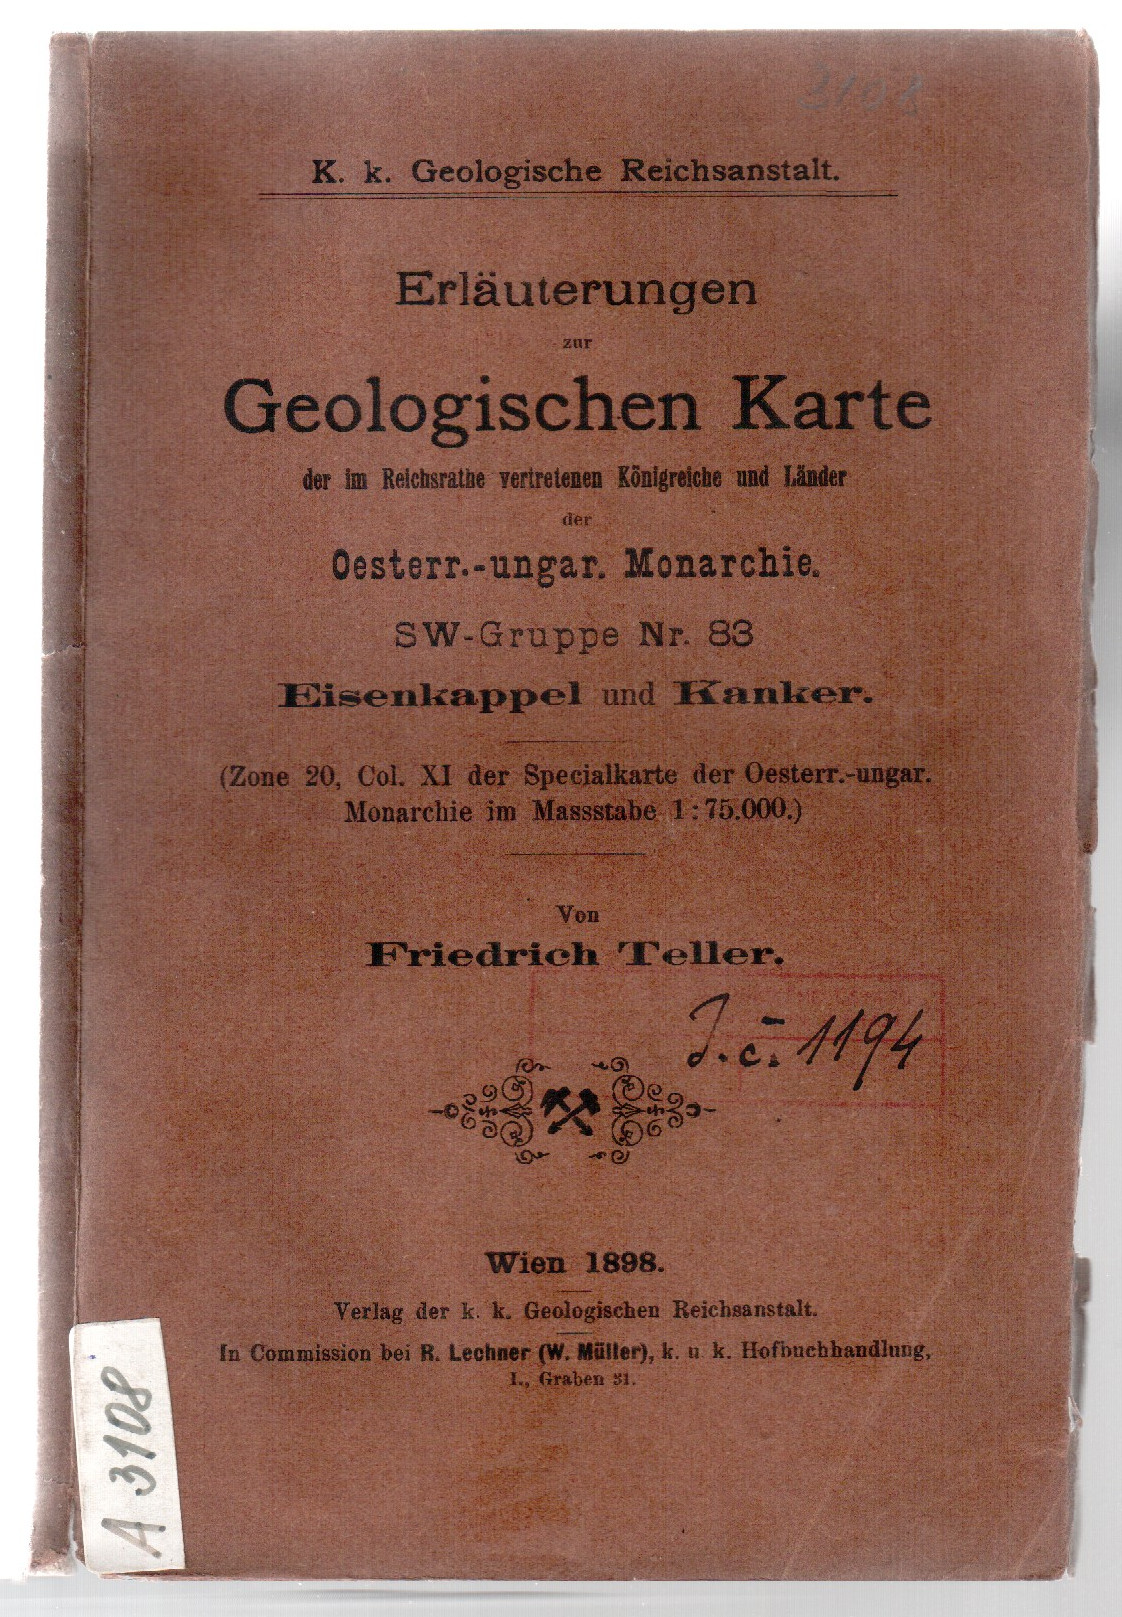 3108
K. k. Geologische Reichsanstalt.
Erläuterungen
zur
Geologischen Karte
der im Reichsrathe vertretenen Königreiche und Länder
der
Oesterr.-ungar. Monarchie.
SW-Gruppe Nr. 83
Eisenkappel und Kanker.
(Zone 20, Col. XI der Specialkarte der Oesterr.-ungar.
Monarchie im Massstabe 1:75.000.)
Von
Friedrich Teller.
J.č. 1194
Wien 1898.
Verlag der k. k. Geologischen Reichsanstalt.
In Commission bei R. Lechner (W. Müller), k. u k. Hofbuchhandlung,
I., Graben 31.
A 3108